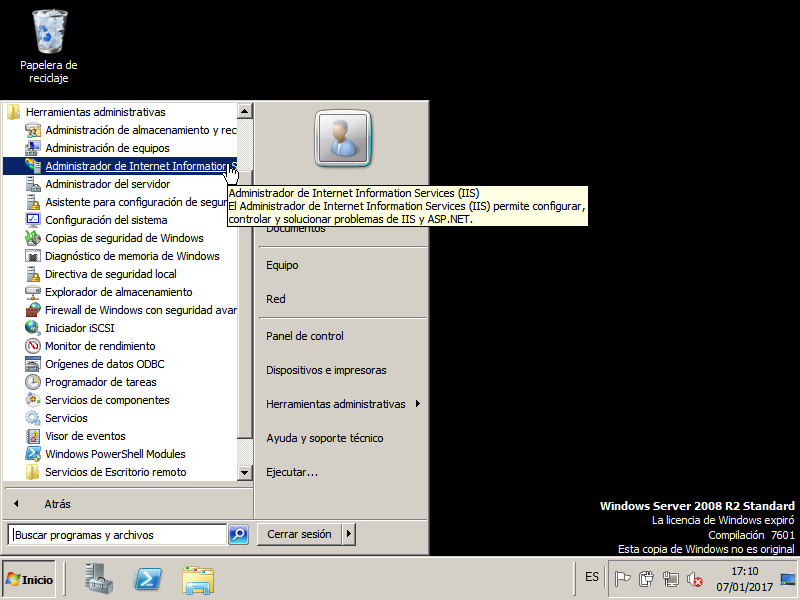 Papelera de
reciclaje
Herramientas administrativas
Administración de almacenamiento y rec
Administración de equipos
Administrador de Internet Information S
Administrador del servidor
Asistente para configuración de segur
Configuración del sistema
Copias de seguridad de Windows
Diagnóstico de memoria de Windows
Directiva de seguridad local
Explorador de almacenamiento
Firewall de Windows con seguridad avar
Iniciador iSCSI
Monitor de rendimiento
Orígenes de datos ODBC
Programador de tareas
Servicios de componentes
Servicios
Visor de eventos
Windows PowerShell Modules
Servicios de Escritorio remoto
Atrás
Buscar programas y archivos
Administrador de Internet Information Services (IIS)
El Administrador de Internet Information Services (IIS) permite configurar,
controlar y solucionar problemas de IIS y ASP.NET.
Documentos
Equipo
Red
Panel de control
Dispositivos e impresoras
Herramientas administrativas
Ayuda y soporte técnico
Ejecutar...
Cerrar sesión
Windows Server 2008 R2 Standard
La licencia de Windows expiró
Compilación 7601
Esta copia de Windows no es original
Inicio
ES
17:10
07/01/2017